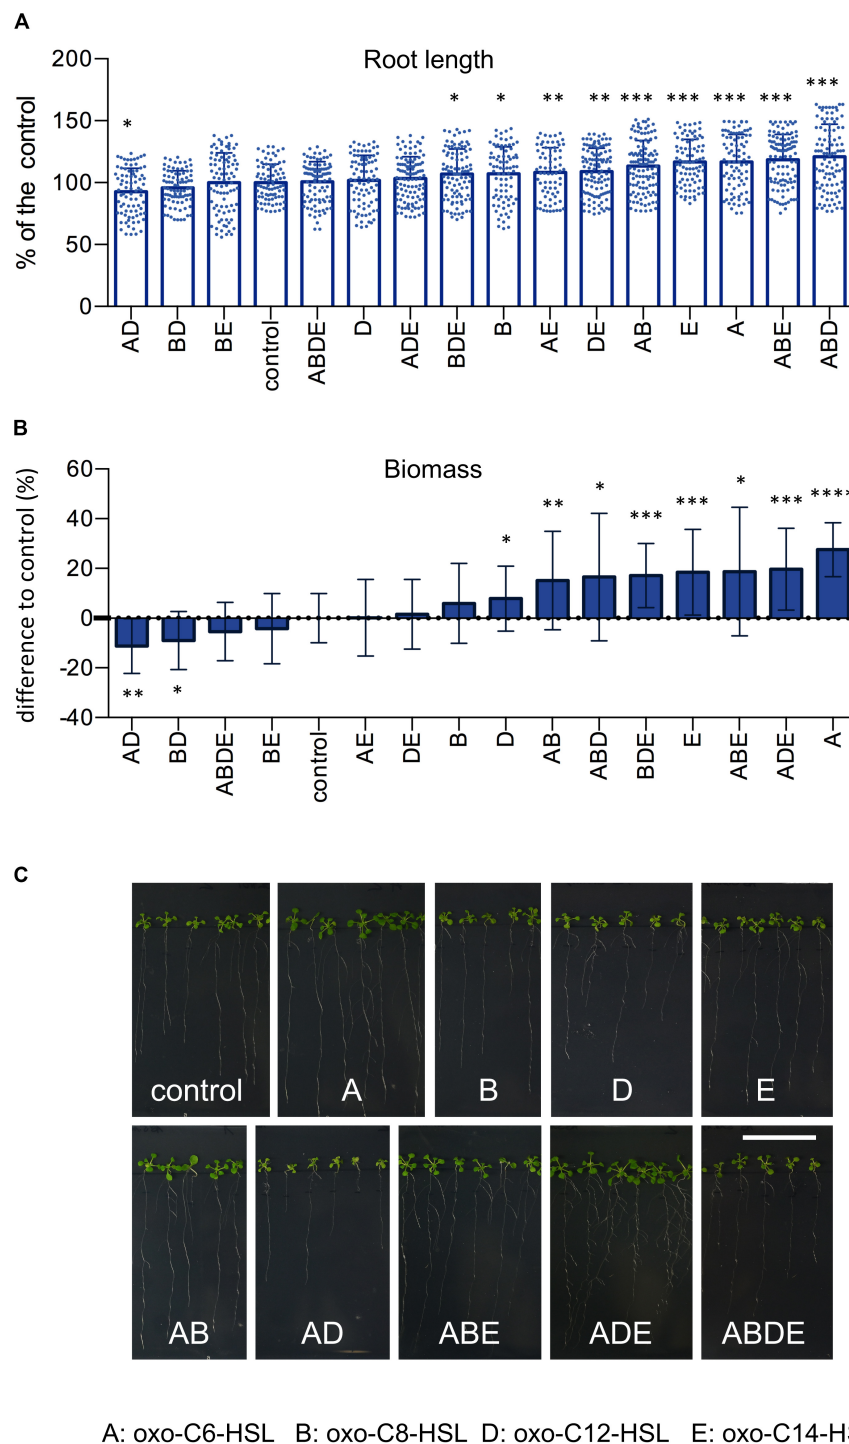 A
Root length
% of the control
200
150
100
50
0
* * * ** ** *** *** *** *** ***
AD BD BE control ABDE D ADE BDE B AE DE AB E A ABE ABD
B
Biomass
difference to control (%)
60
40
20
0
-20
-40
** * * ** * *** *** * *** ****
AD BD ABDE BE control AE DE B D AB ABD BDE E ABE ADE A
C
control A B D E
AB AD ABE ADE ABDE
A: oxo-C6-HSL B: oxo-C8-HSL D: oxo-C12-HSL E: oxo-C14-HS